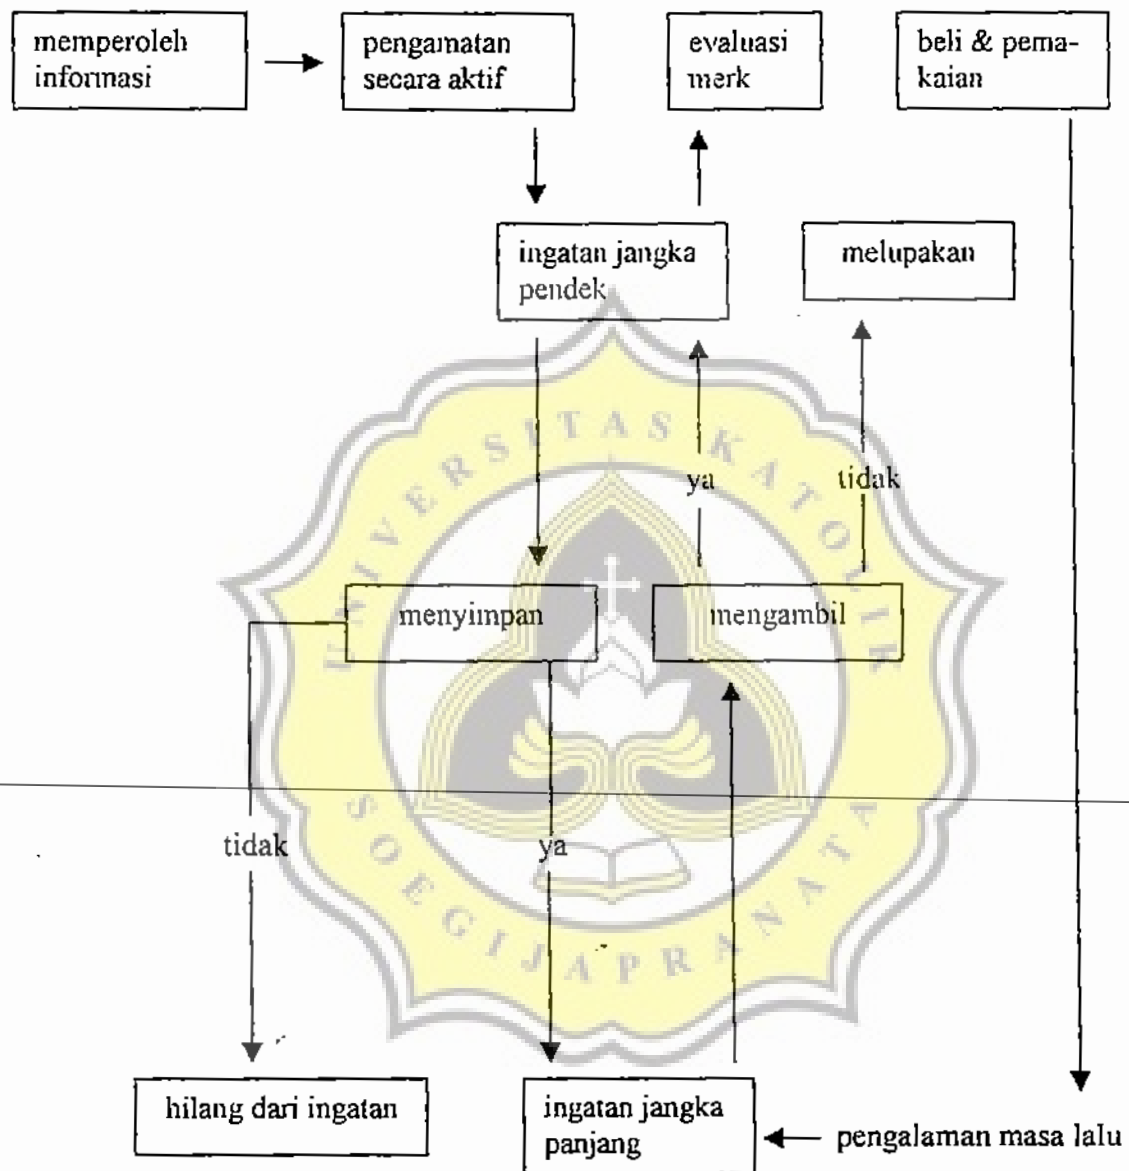 memperoleh
informasi
pengamatan
secara aktif
evaluasi
merk
beli & pema-
kaian
ingatan jangka
pendek
melupakan
ya
tidak
menyimpan
mengambil
UNIVERSITAS KATOLIK
SOEGIJAPRANATA
tidak
ya
hilang dari ingatan
ingatan jangka
panjang
pengalaman masa lalu